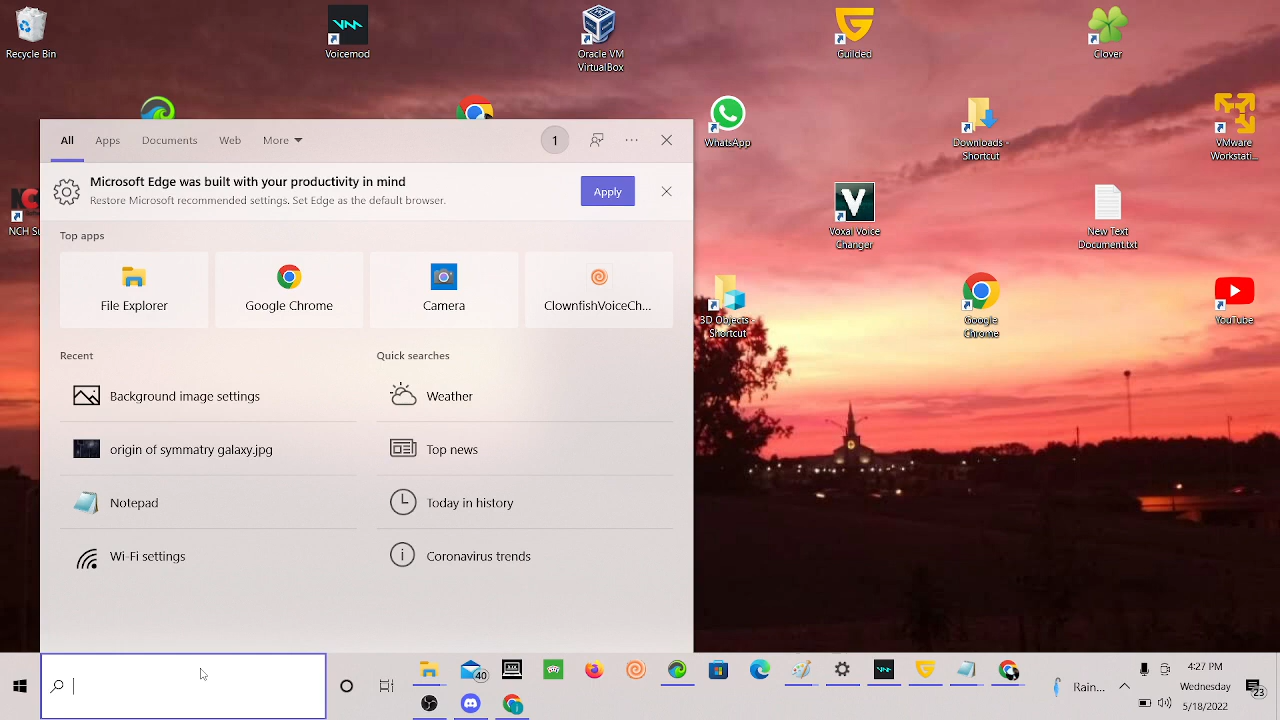 Recycle Bin
Voicemod
Oracle VM
VirtualBox
Guilded
Clover
WhatsApp
Downloads -
Shortcut
VMware
Workstati...
NCH Su
Voxal Voice
Changer
New Text
Document.txt
3D Objects -
Shortcut
Google
Chrome
YouTube
All
Apps
Documents
Web
More
1
Microsoft Edge was built with your productivity in mind
Restore Microsoft recommended settings. Set Edge as the default browser.
Apply
Top apps
File Explorer
Google Chrome
Camera
ClownfishVoiceCh...
Recent
Quick searches
Background image settings
Weather
origin of symmatry galaxy.jpg
Top news
Notepad
Today in history
Wi-Fi settings
Coronavirus trends
40
Rain...
4:27 PM
Wednesday
5/18/2022
23